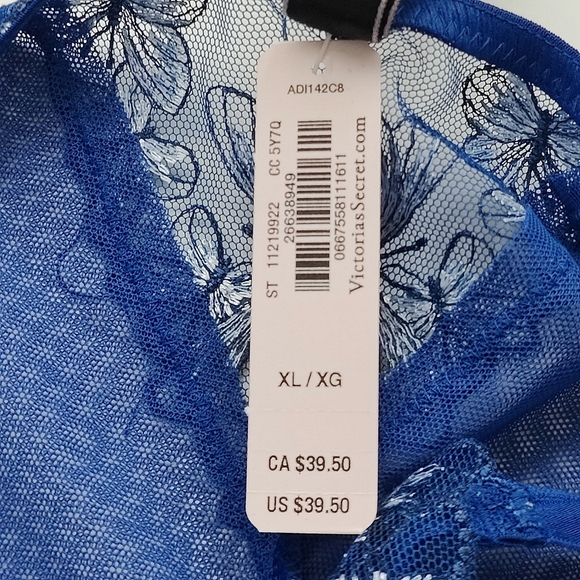 ADI142C8
ST 11219922 CC 5Y7Q
26638949
0667558111611
VictoriasSecret.com
XL / XG
CA $39.50
US $39.50